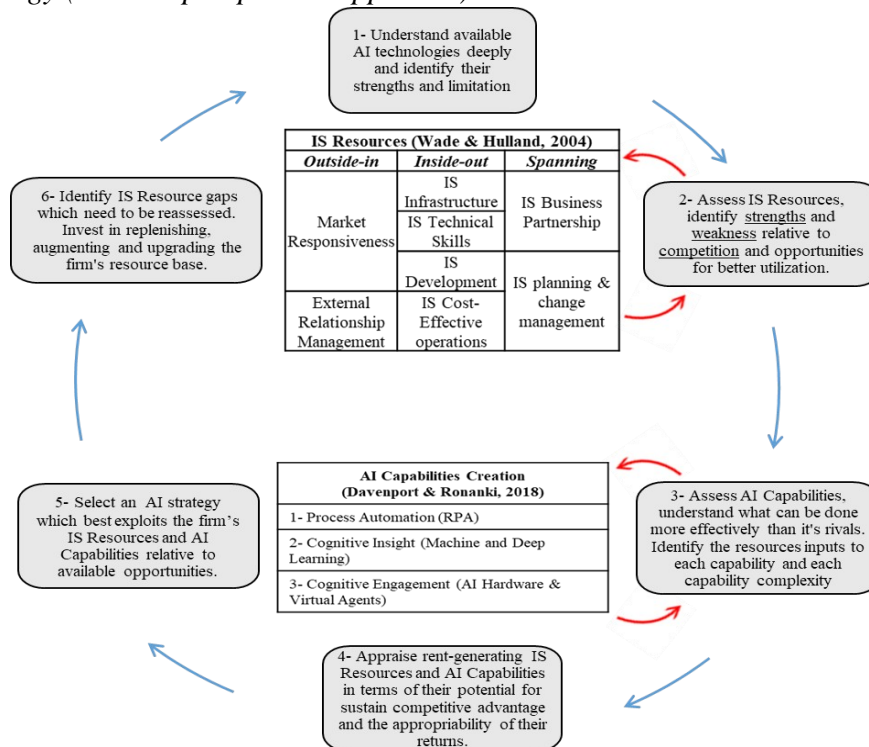 1- Understand available
AI technologies deeply
and identify their
strengths and limitation
IS Resources (Wade & Hulland, 2004)
Outside-in Inside-out Spanning
Market
Responsiveness
IS
Infrastructure
IS Technical
Skills
IS
Development
IS Business
Partnership
External
Relationship
Management
IS Cost-
Effective
operations
IS planning &
change
management
2- Assess IS Resources,
identify strengths and
weakness relative to
competition and opportunities
for better utilization.
AI Capabilities Creation
(Davenport & Ronanki, 2018)
1- Process Automation (RPA)
2- Cognitive Insight (Machine and Deep
Learning)
3- Cognitive Engagement (AI Hardware &
Virtual Agents)
3- Assess AI Capabilities,
understand what can be done
more effectively than it's rivals.
Identify the resources inputs to
each capability and each
capability complexity
4- Appraise rent-generating IS
Resources and AI Capabilities
in terms of their potential for
sustain competitive advantage
and the appropriability of their
returns.
5- Select an AI strategy
which best exploits the firm's
IS Resources and AI
Capabilities relative to
available opportunities.
6- Identify IS Resource gaps
which need to be reassessed.
Invest in replenishing,
augmenting and upgrading the
firm's resource base.